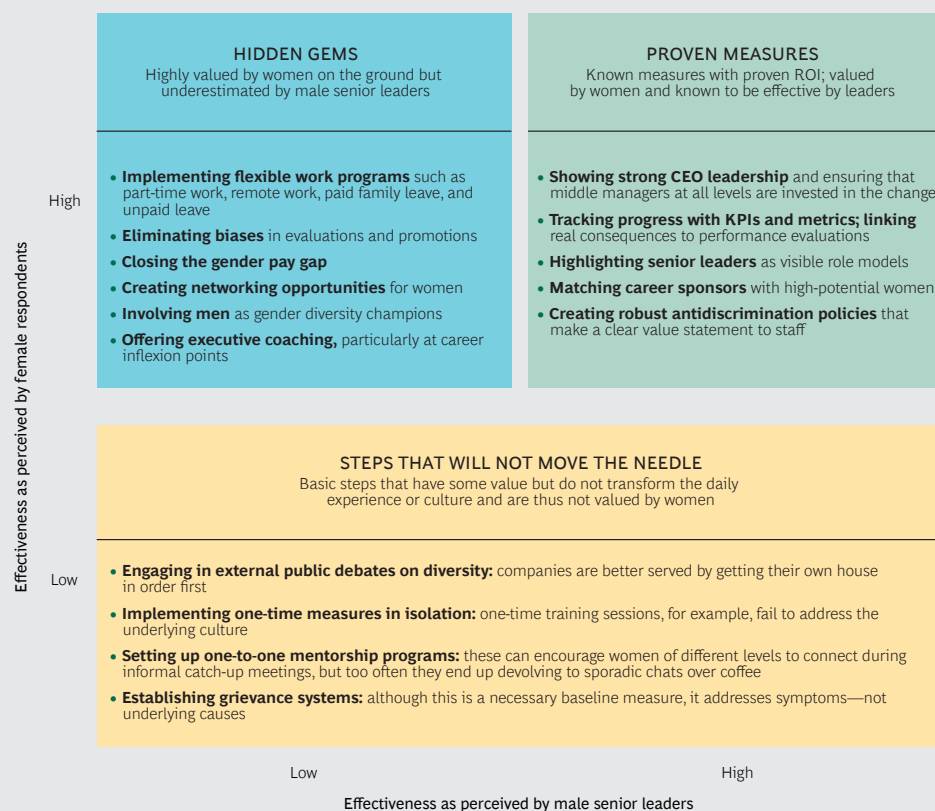 HIDDEN GEMS
Highly valued by women on the ground but
underestimated by male senior leaders
• Implementing flexible work programs such as
part-time work, remote work, paid family leave, and
unpaid leave
• Eliminating biases in evaluations and promotions
• Closing the gender pay gap
• Creating networking opportunities for women
• Involving men as gender diversity champions
• Offering executive coaching, particularly at career
inflexion points
PROVEN MEASURES
Known measures with proven ROI; valued
by women and known to be effective by leaders
• Showing strong CEO leadership and ensuring that
middle managers at all levels are invested in the change
• Tracking progress with KPIs and metrics; linking
real consequences to performance evaluations
• Highlighting senior leaders as visible role models
• Matching career sponsors with high-potential women
• Creating robust antidiscrimination policies that
make a clear value statement to staff
STEPS THAT WILL NOT MOVE THE NEEDLE
Basic steps that have some value but do not transform the daily
experience or culture and are thus not valued by women
• Engaging in external public debates on diversity: companies are better served by getting their own house
in order first
• Implementing one-time measures in isolation: one-time training sessions, for example, fail to address the
underlying culture
• Setting up one-to-one mentorship programs: these can encourage women of different levels to connect during
informal catch-up meetings, but too often they end up devolving to sporadic chats over coffee
• Establishing grievance systems: although this is a necessary baseline measure, it addresses symptoms—not
underlying causes
Effectiveness as perceived by female respondents
High
Low
Low
High
Effectiveness as perceived by male senior leaders